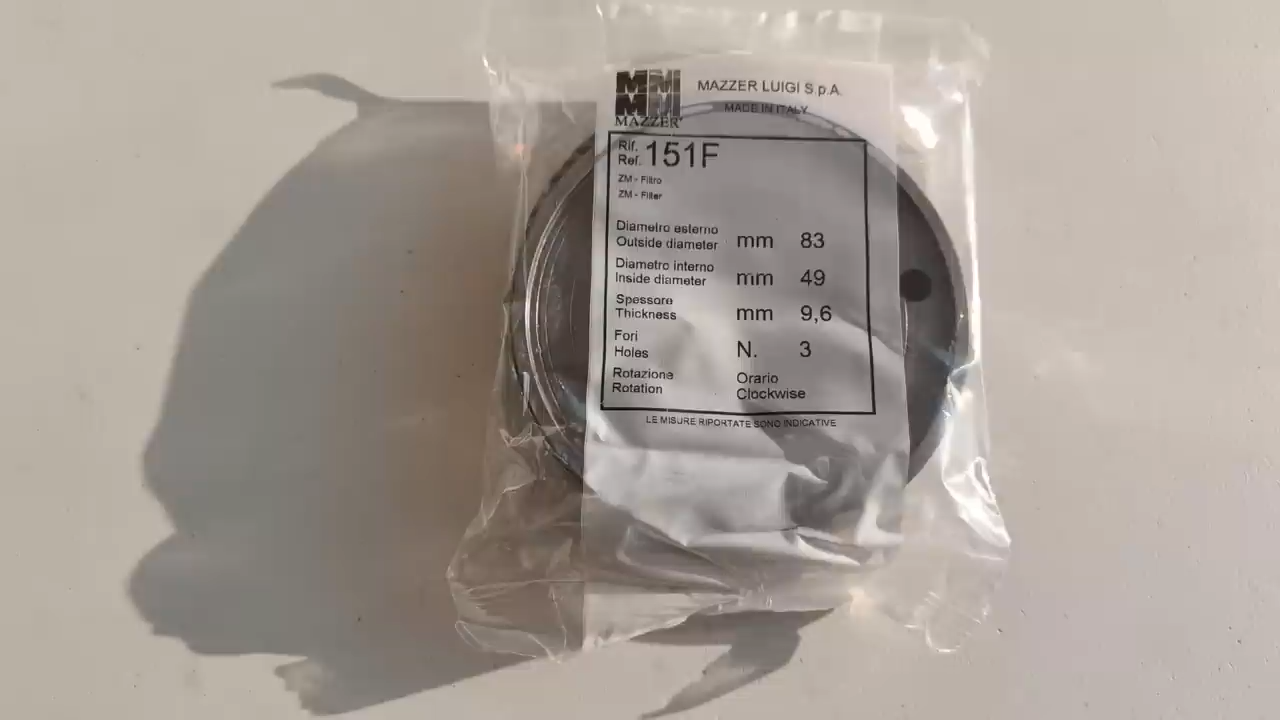 MAZZER LUIGI S.p.A.
MADE IN ITALY
MAZZER
Rif.
Ref. 151F
ZM - Filtro
ZM - Filter
Diametro esterno
Outside diameter mm 83
Diametro interno
Inside diameter mm 49
Spessore
Thickness mm 9,6
Fori
Holes N. 3
Rotazione Orario
Rotation Clockwise
LE MISURE RIPORTATE SONO INDICATIVE